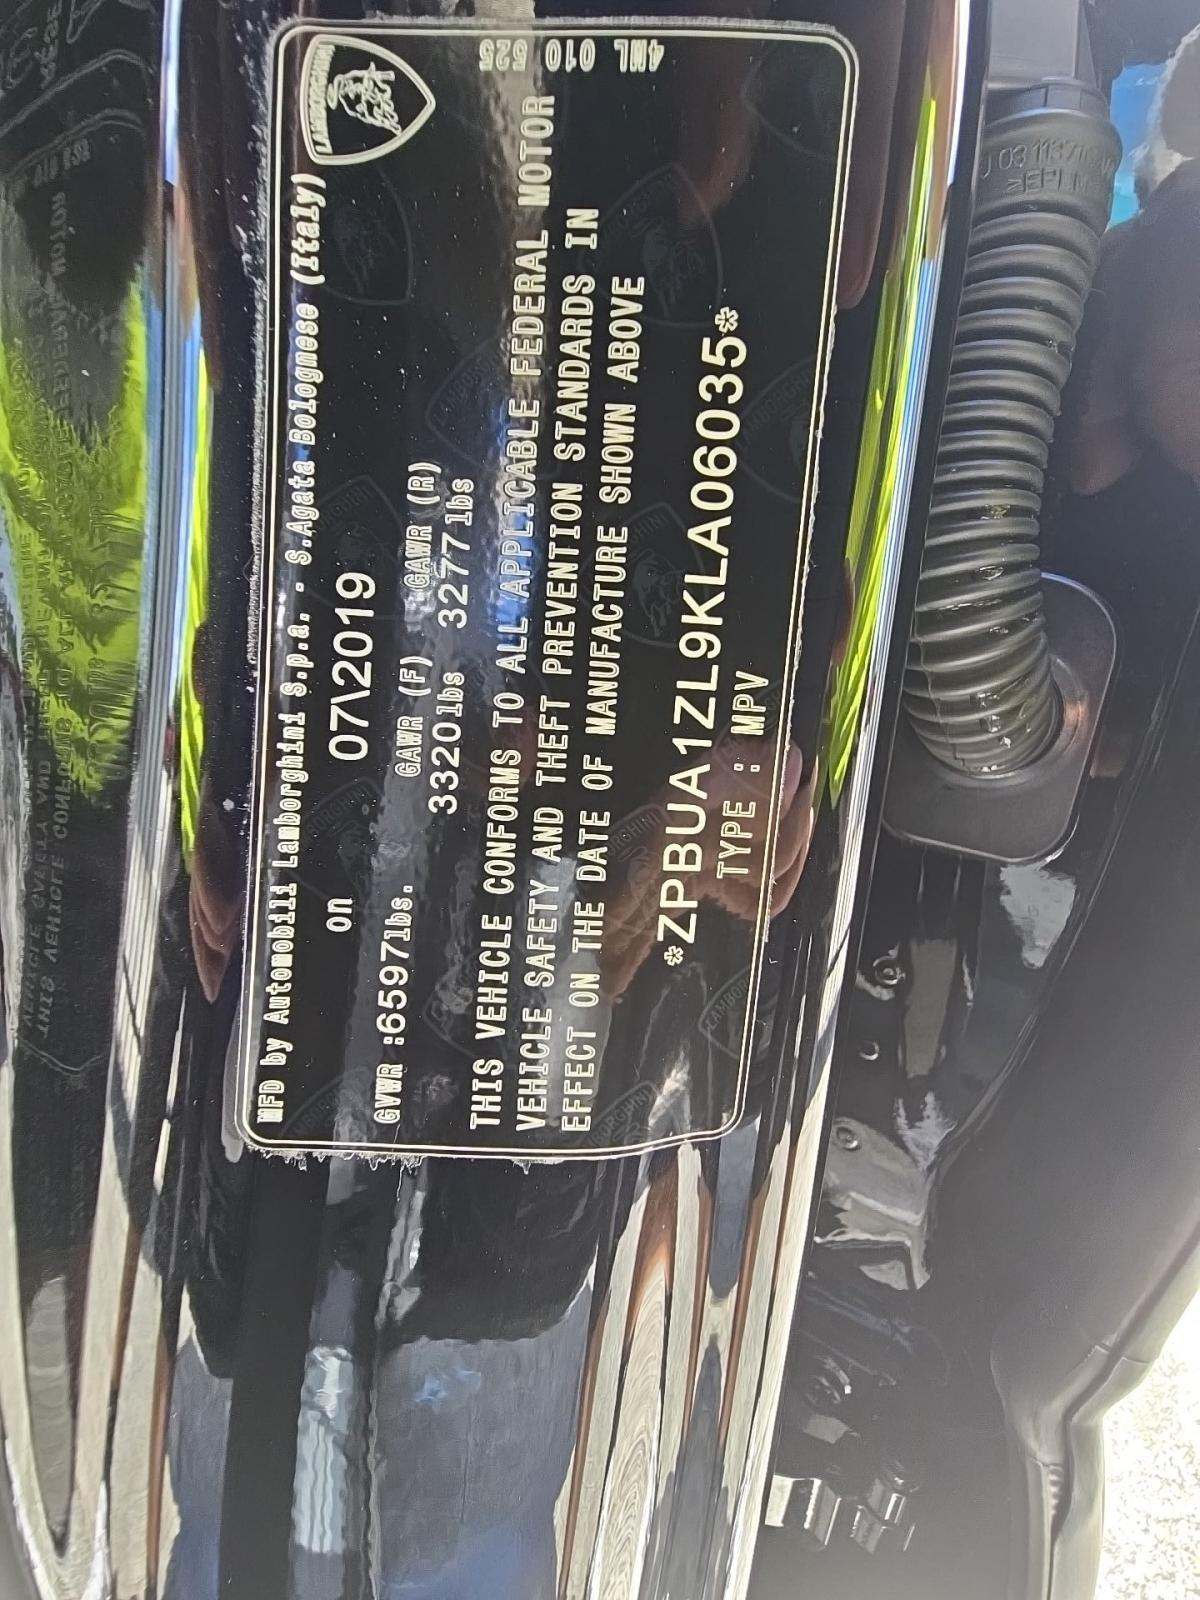 LAMBORGHINI
4ML 010 525
MFD by Automobili Lamborghini S.p.a. - S.Agata Bolognese (Italy)
on 07\2019
GVWR :6597lbs. GAWR (F) GAWR (R)
3320lbs 3277lbs
THIS VEHICLE CONFORMS TO ALL APPLICABLE FEDERAL MOTOR
VEHICLE SAFETY AND THEFT PREVENTION STANDARDS IN
EFFECT ON THE DATE OF MANUFACTURE SHOWN ABOVE
*ZPBUA1ZL9KLA06035*
TYPE : MPV